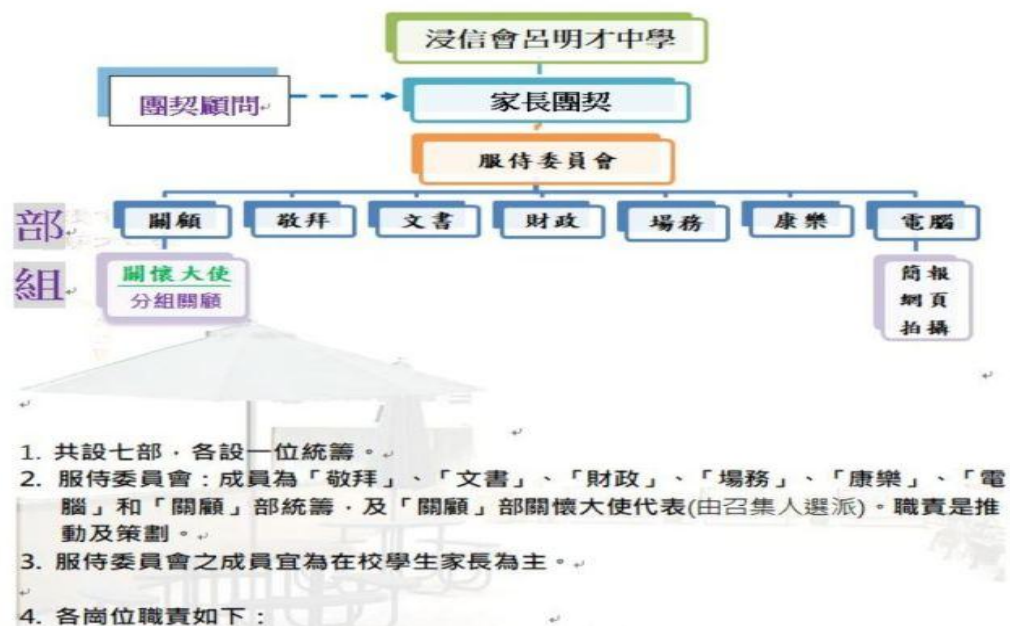 浸信會呂明才中學
團契顧問
家長團契
服侍委員會
部
關顧
敬拜
文書
財政
場務
康樂
電腦
組
關懷大使
分組關顧
簡報
網頁
拍攝
1. 共設七部，各設一位統籌。
2. 服侍委員會：成員為「敬拜」、「文書」、「財政」、「場務」、「康樂」、「電
腦」和「關顧」部統籌，及「關顧」部關懷大使代表(由召集人選派)。職責是推
動及策劃。
3. 服侍委員會之成員宜為在校學生家長為主。
4. 各崗位職責如下：